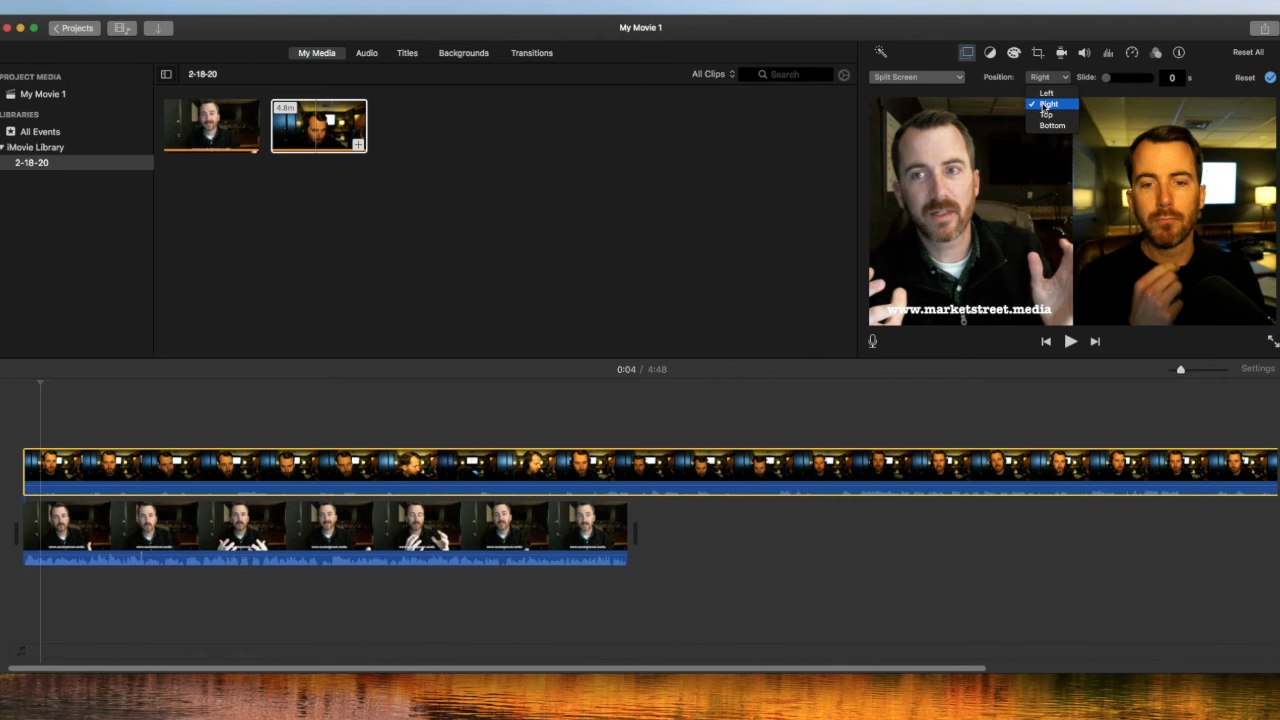 Projects
My Movie 1
My Media
Audio
Titles
Backgrounds
Transitions
Reset All
PROJECT MEDIA
My Movie 1
LIBRARIES
All Events
iMovie Library
2-18-20
2-18-20
All Clips
Search
Split Screen
Position:
Right
Slide:
0
s
Reset
Left
Right
Top
Bottom
4.8m
www.marketstreet.media
0:04 / 4:48
Settings